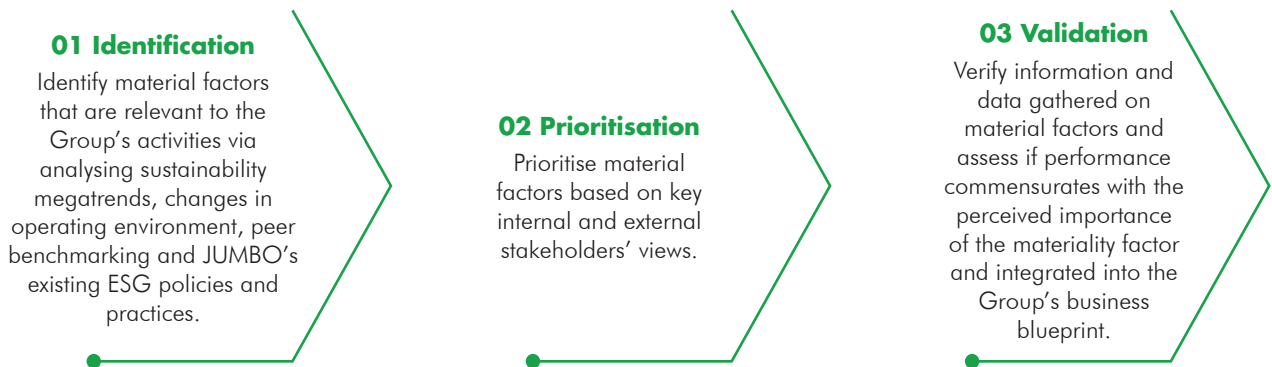 01 Identification
Identify material factors
that are relevant to the
Group’s activities via
analysing sustainability
megatrends, changes in
operating environment, peer
benchmarking and JUMBO’s
existing ESG policies and
practices.
02 Prioritisation
Prioritise material
factors based on key
internal and external
stakeholders’ views.
03 Validation
Verify information and
data gathered on
material factors and
assess if performance
commensurates with the
perceived importance
of the materiality factor
and integrated into the
Group’s business
blueprint.